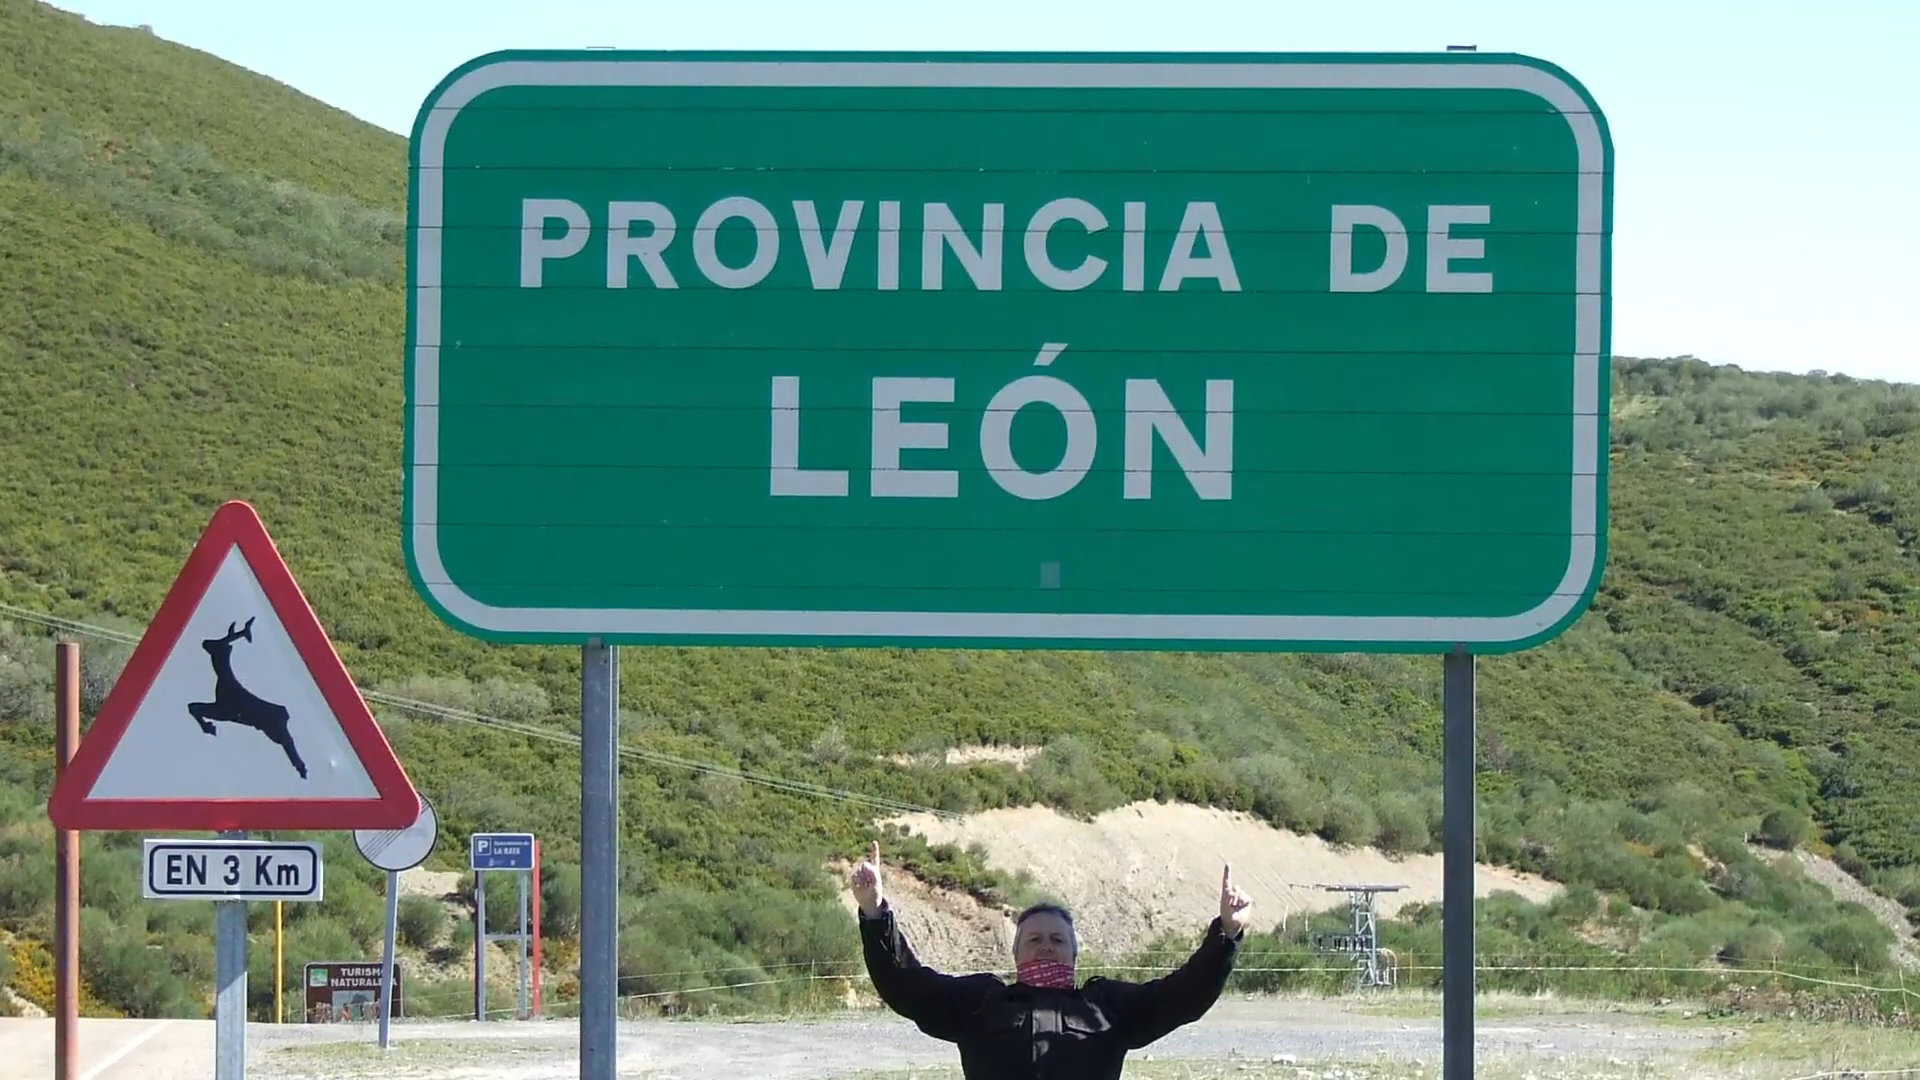 PROVINCIA DE
LEÓN
EN 3 Km
P
TURISMO
NATURALEZA